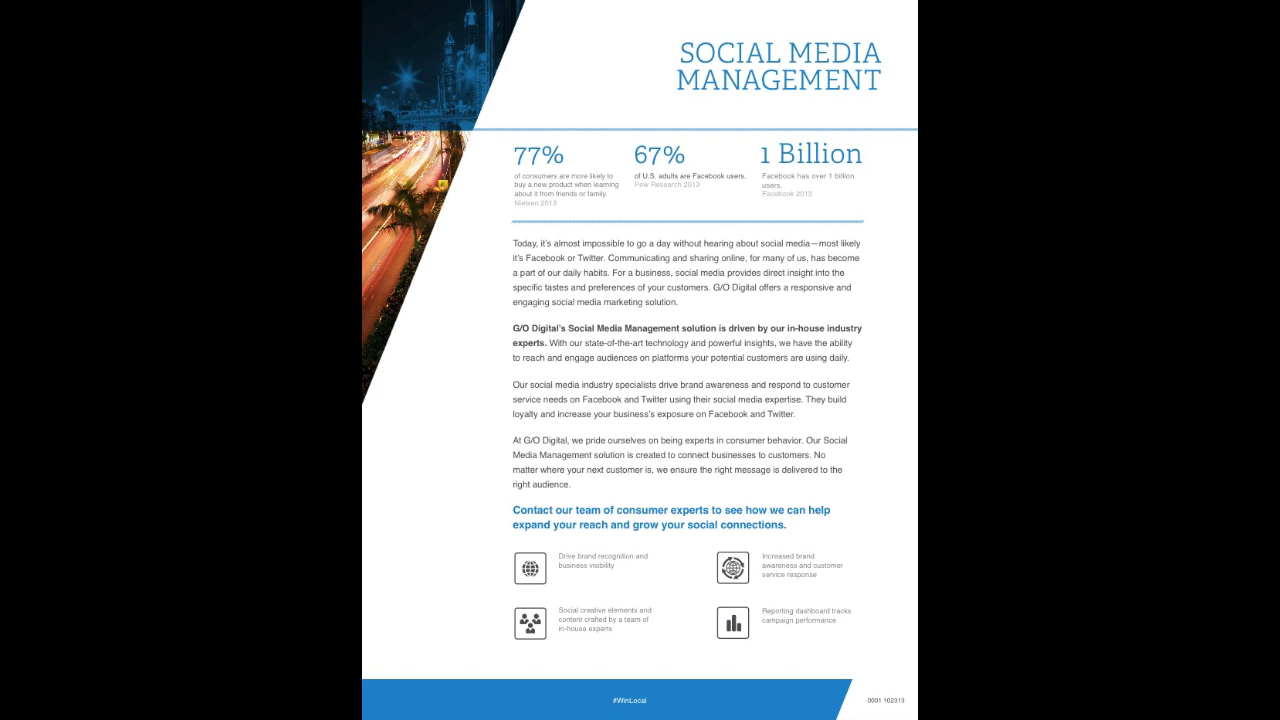 SOCIAL MEDIA
MANAGEMENT
77%
of consumers are more likely to
buy a new product when learning
about it from friends or family.
Nielsen 2013
67%
of U.S. adults are Facebook users.
Pew Research 2013
1 Billion
Facebook has over 1 billion
users.
Facebook 2013
Today, it's almost impossible to go a day without hearing about social media—most likely
it's Facebook or Twitter. Communicating and sharing online, for many of us, has become
a part of our daily habits. For a business, social media provides direct insight into the
specific tastes and preferences of your customers. G/O Digital offers a responsive and
engaging social media marketing solution.
G/O Digital's Social Media Management solution is driven by our in-house industry
experts. With our state-of-the-art technology and powerful insights, we have the ability
to reach and engage audiences on platforms your potential customers are using daily.
Our social media industry specialists drive brand awareness and respond to customer
service needs on Facebook and Twitter using their social media expertise. They build
loyalty and increase your business's exposure on Facebook and Twitter.
At G/O Digital, we pride ourselves on being experts in consumer behavior. Our Social
Media Management solution is created to connect businesses to customers. No
matter where your next customer is, we ensure the right message is delivered to the
right audience.
Contact our team of consumer experts to see how we can help
expand your reach and grow your social connections.
Drive brand recognition and
business visibility
Increased brand
awareness and customer
service response
Social creative elements and
content crafted by a team of
in-house experts
Reporting dashboard tracks
campaign performance
#WinLocal
0001 102313